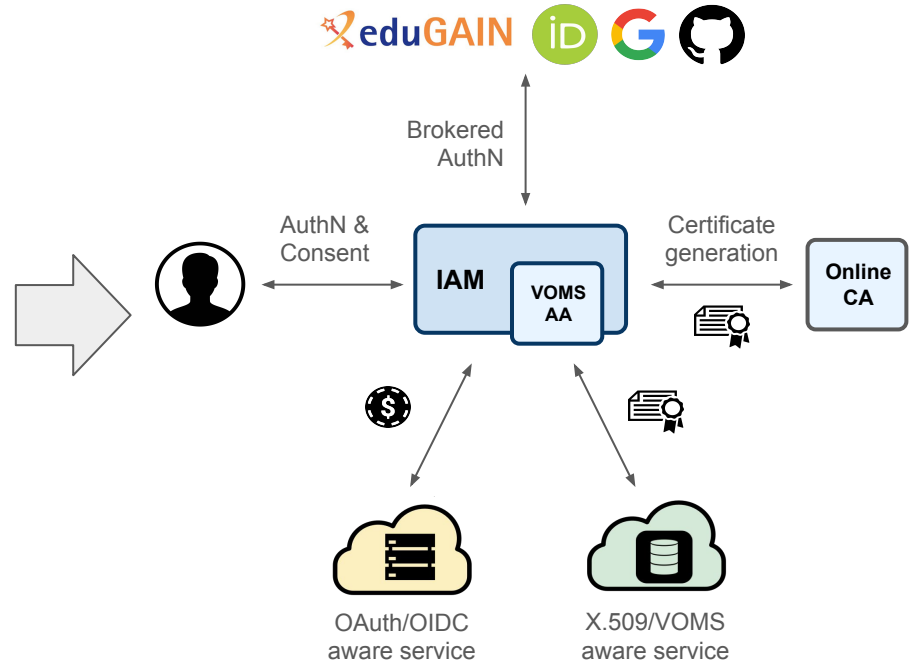 eduGAIN iD G
Brokered
AuthN
AuthN &
Consent
Certificate
generation
IAM
VOMS
AA
Online
CA
$
OAuth/OIDC
aware service
X.509/VOMS
aware service